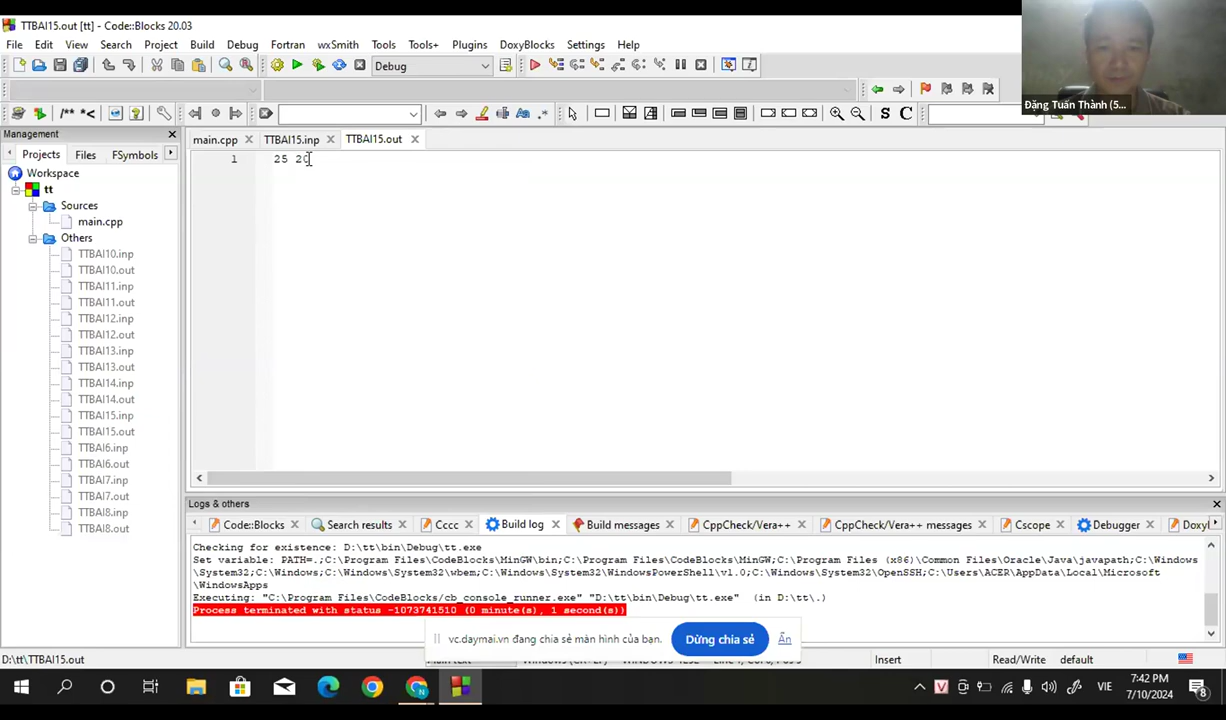 TTBAI15.out [tt] - Code::Blocks 20.03
File Edit View Search Project Build Debug Fortran wxSmith Tools Tools+ Plugins DoxyBlocks Settings Help
Debug
/** *<
S C
Đặng Tuấn Thành (5...
Management
Projects Files FSymbols
Workspace
tt
Sources
main.cpp
Others
TTBAI10.inp
TTBAI10.out
TTBAI11.inp
TTBAI11.out
TTBAI12.inp
TTBAI12.out
TTBAI13.inp
TTBAI13.out
TTBAI14.inp
TTBAI14.out
TTBAI15.inp
TTBAI15.out
TTBAI6.inp
TTBAI6.out
TTBAI7.inp
TTBAI7.out
TTBAI8.inp
TTBAI8.out
main.cpp TTBAI15.inp TTBAI15.out
1 25 20
Logs & others
Code::Blocks Search results Cccc Build log Build messages CppCheck/Vera++ CppCheck/Vera++ messages Cscope Debugger Doxyl
Checking for existence: D:\tt\bin\Debug\tt.exe
Set variable: PATH=.;C:\Program Files\CodeBlocks\MinGW\bin;C:\Program Files\CodeBlocks\MinGW;C:\Program Files (x86)\Common Files\Oracle\Java\javapath;C:\Windows
\System32;C:\Windows;C:\Windows\System32\wbem;C:\Windows\System32\WindowsPowerShell\v1.0;C:\Windows\System32\OpenSSH;C:\Users\ACER\AppData\Local\Microsoft
\WindowsApps
Executing: "C:\Program Files\CodeBlocks/cb_console_runner.exe" "D:\tt\bin\Debug\tt.exe" (in D:\tt\.)
Process terminated with status -1073741510 (0 minute(s), 1 second(s))
vc.daymai.vn đang chia sẻ màn hình của bạn. Dừng chia sẻ Ẩn
D:\tt\TTBAI15.out Insert Read/Write default
VIE
7:42 PM
7/10/2024
8